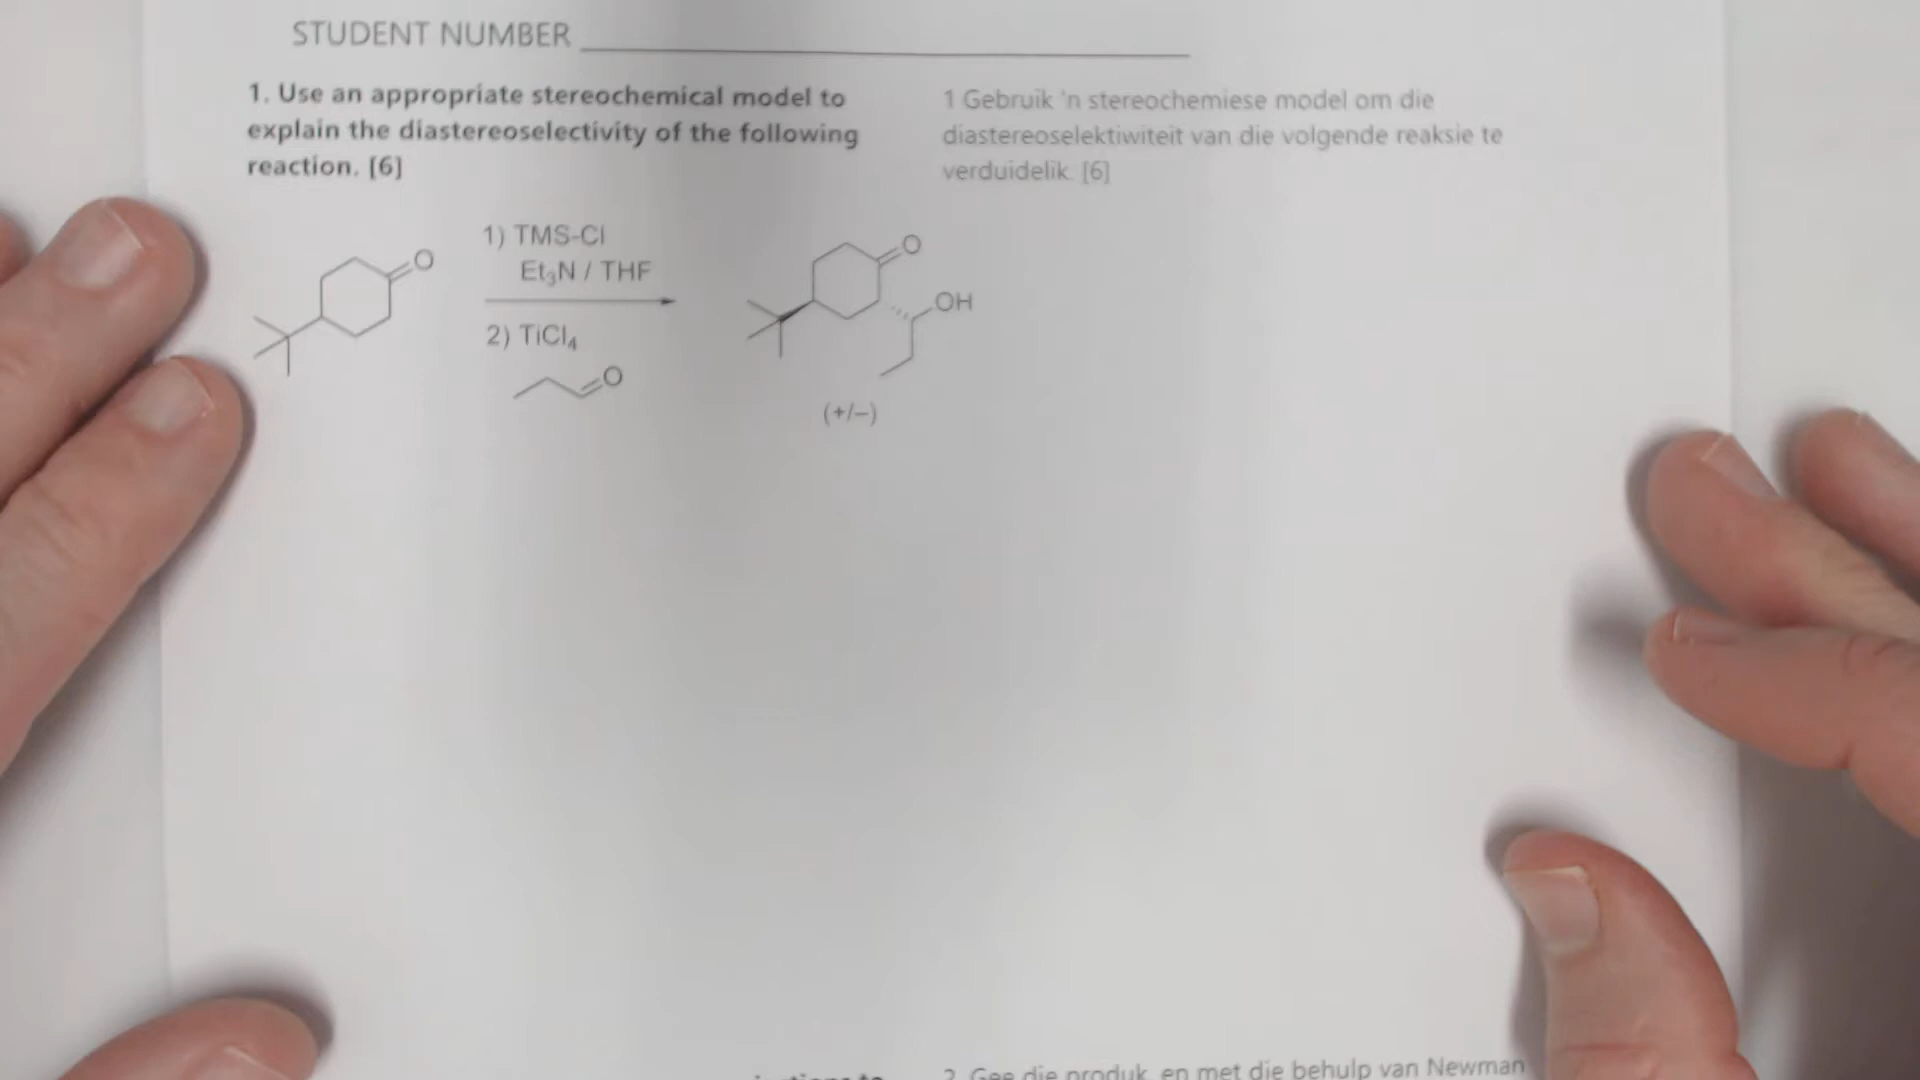 STUDENT NUMBER
1. Use an appropriate stereochemical model to
explain the diastereoselectivity of the following
reaction. [6]
1 Gebruik 'n stereochemiese model om die
diastereoselektiwiteit van die volgende reaksie te
verduidelik. [6]
1) TMS-Cl
Et₃N / THF
2) TiCl₄
O
O
O
OH
(+/–)
2. Gee die produk, en met die behulp van Newman